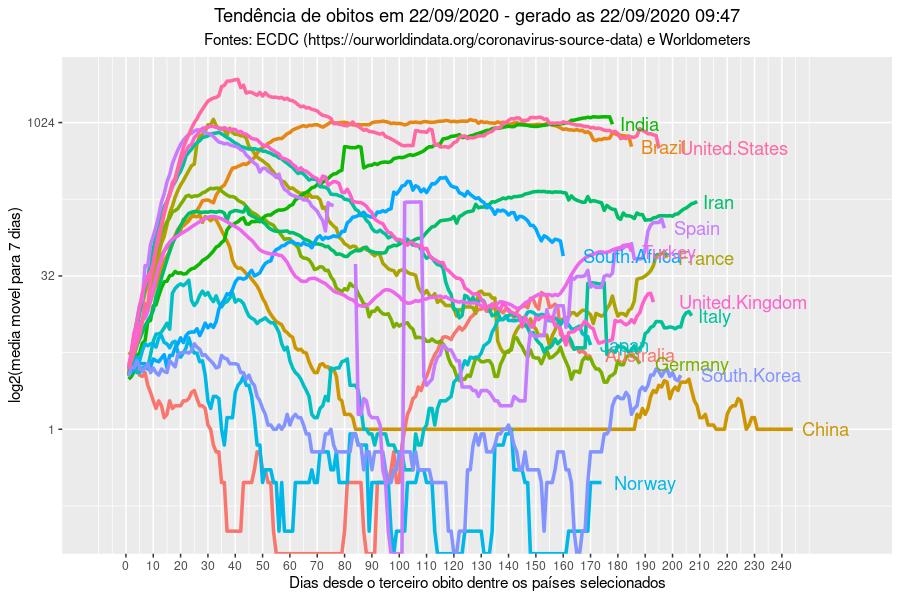 Tendência de obitos em 22/09/2020 - gerado as 22/09/2020 09:47
Fontes: ECDC (https://ourworldindata.org/coronavirus-source-data) e Worldometers
log2(media movel para 7 dias)
1024
32
1
India
Brazil
United.States
Iran
Spain
South.Africa
Turkey
France
United.Kingdom
Italy
Japan
Australia
Germany
South.Korea
China
Norway
0 10 20 30 40 50 60 70 80 90 100 110 120 130 140 150 160 170 180 190 200 210 220 230 240
Dias desde o terceiro obito dentre os países selecionados